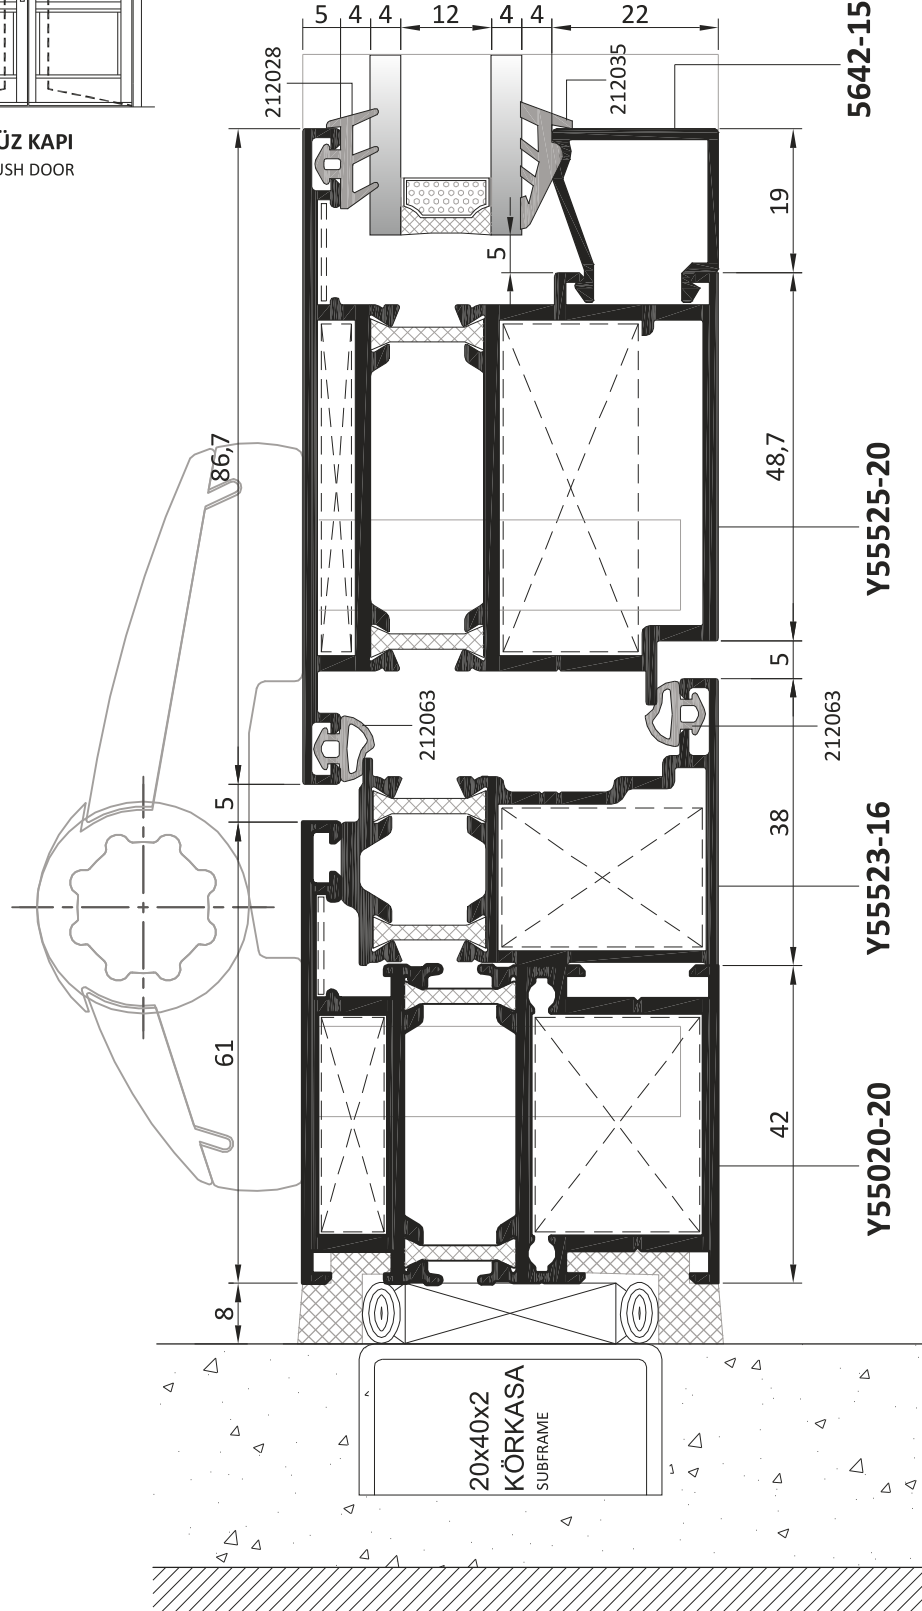 5 4 4 12 4 4 22
212028
212035
5642-15
ÜZ KAPI
USH DOOR
19
5
86,7
48,7
Y55525-20
5
212063
212063
5
38
Y55523-16
61
42
Y55020-20
8
20x40x2
KÖRKASA
SUBFRAME